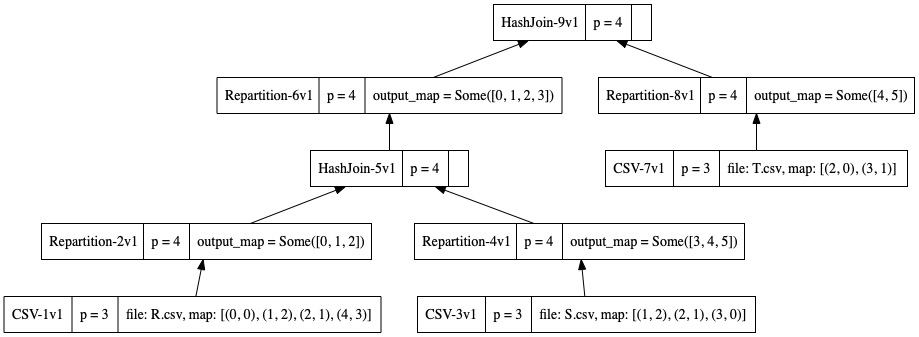 HashJoin-9v1 p = 4
Repartition-6v1 p = 4 output_map = Some([0, 1, 2, 3])
Repartition-8v1 p = 4 output_map = Some([4, 5])
HashJoin-5v1 p = 4
CSV-7v1 p = 3 file: T.csv, map: [(2, 0), (3, 1)]
Repartition-2v1 p = 4 output_map = Some([0, 1, 2])
Repartition-4v1 p = 4 output_map = Some([3, 4, 5])
CSV-1v1 p = 3 file: R.csv, map: [(0, 0), (1, 2), (2, 1), (4, 3)]
CSV-3v1 p = 3 file: S.csv, map: [(1, 2), (2, 1), (3, 0)]